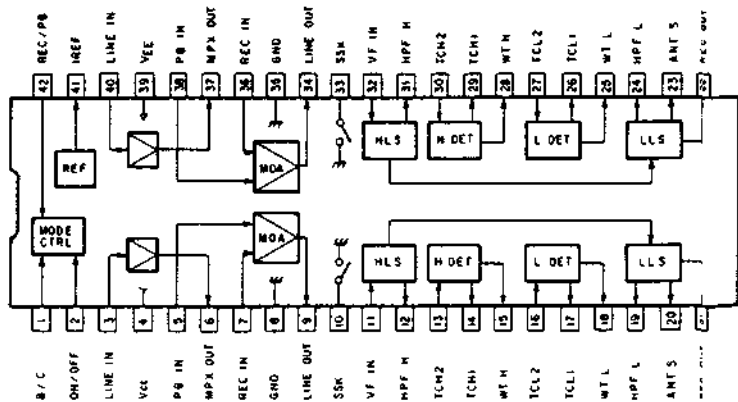 REC/PB
IREF
LINE IN
VEE
PB IN
MPX OUT
REC IN
GND
LINE OUT
SSK
VF IN
HPF H
TCH2
TCH1
WT H
TCL2
TCL1
WT L
HPF L
ANT S
REC OUT
42
41
40
39
38
37
36
35
34
33
32
31
30
29
28
27
26
25
24
23
22
REF
MOA
HLS
H DET
L DET
LLS
MODE
CTRL
MOA
HLS
H DET
L DET
LLS
1
2
3
4
5
6
7
8
9
10
11
12
13
14
15
16
17
18
19
20
21
B/C
ON/OFF
LINE IN
Vcc
PB IN
MPX OUT
REC IN
GND
LINE OUT
SSK
VF IN
HPF H
TCH2
TCH1
WT H
TCL2
TCL1
WT L
HPF L
ANT S